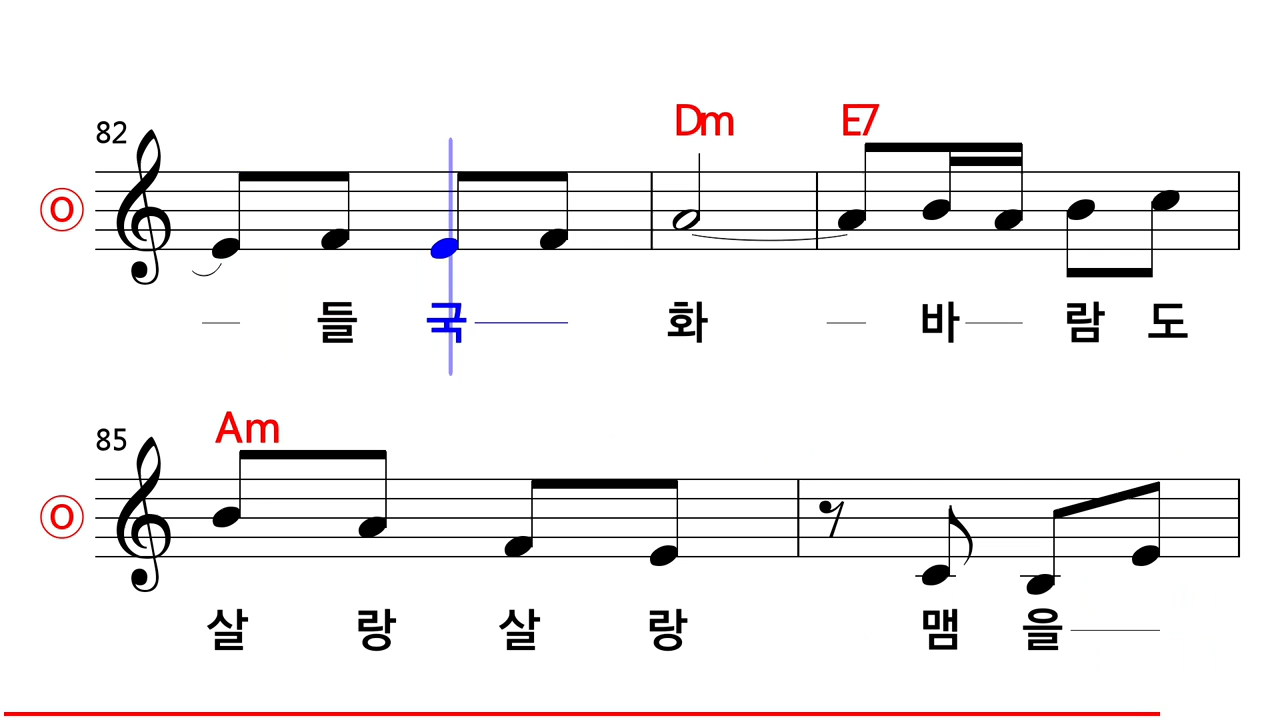 82 Dm E7
O
들 국 화 바 람 도
85 Am
O
살 랑 살 랑 맴 을